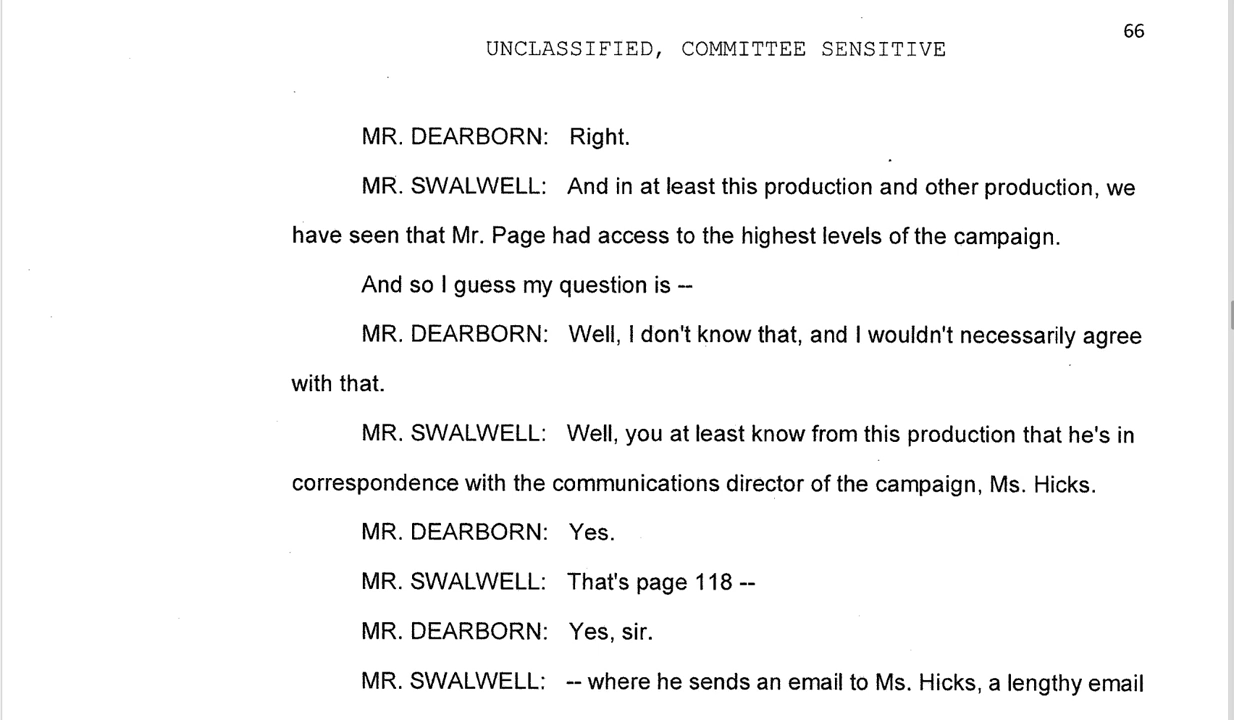 66
UNCLASSIFIED, COMMITTEE SENSITIVE
MR. DEARBORN: Right.
MR. SWALWELL: And in at least this production and other production, we
have seen that Mr. Page had access to the highest levels of the campaign.
And so I guess my question is --
MR. DEARBORN: Well, I don't know that, and I wouldn't necessarily agree
with that.
MR. SWALWELL: Well, you at least know from this production that he's in
correspondence with the communications director of the campaign, Ms. Hicks.
MR. DEARBORN: Yes.
MR. SWALWELL: That's page 118 --
MR. DEARBORN: Yes, sir.
MR. SWALWELL: -- where he sends an email to Ms. Hicks, a lengthy email